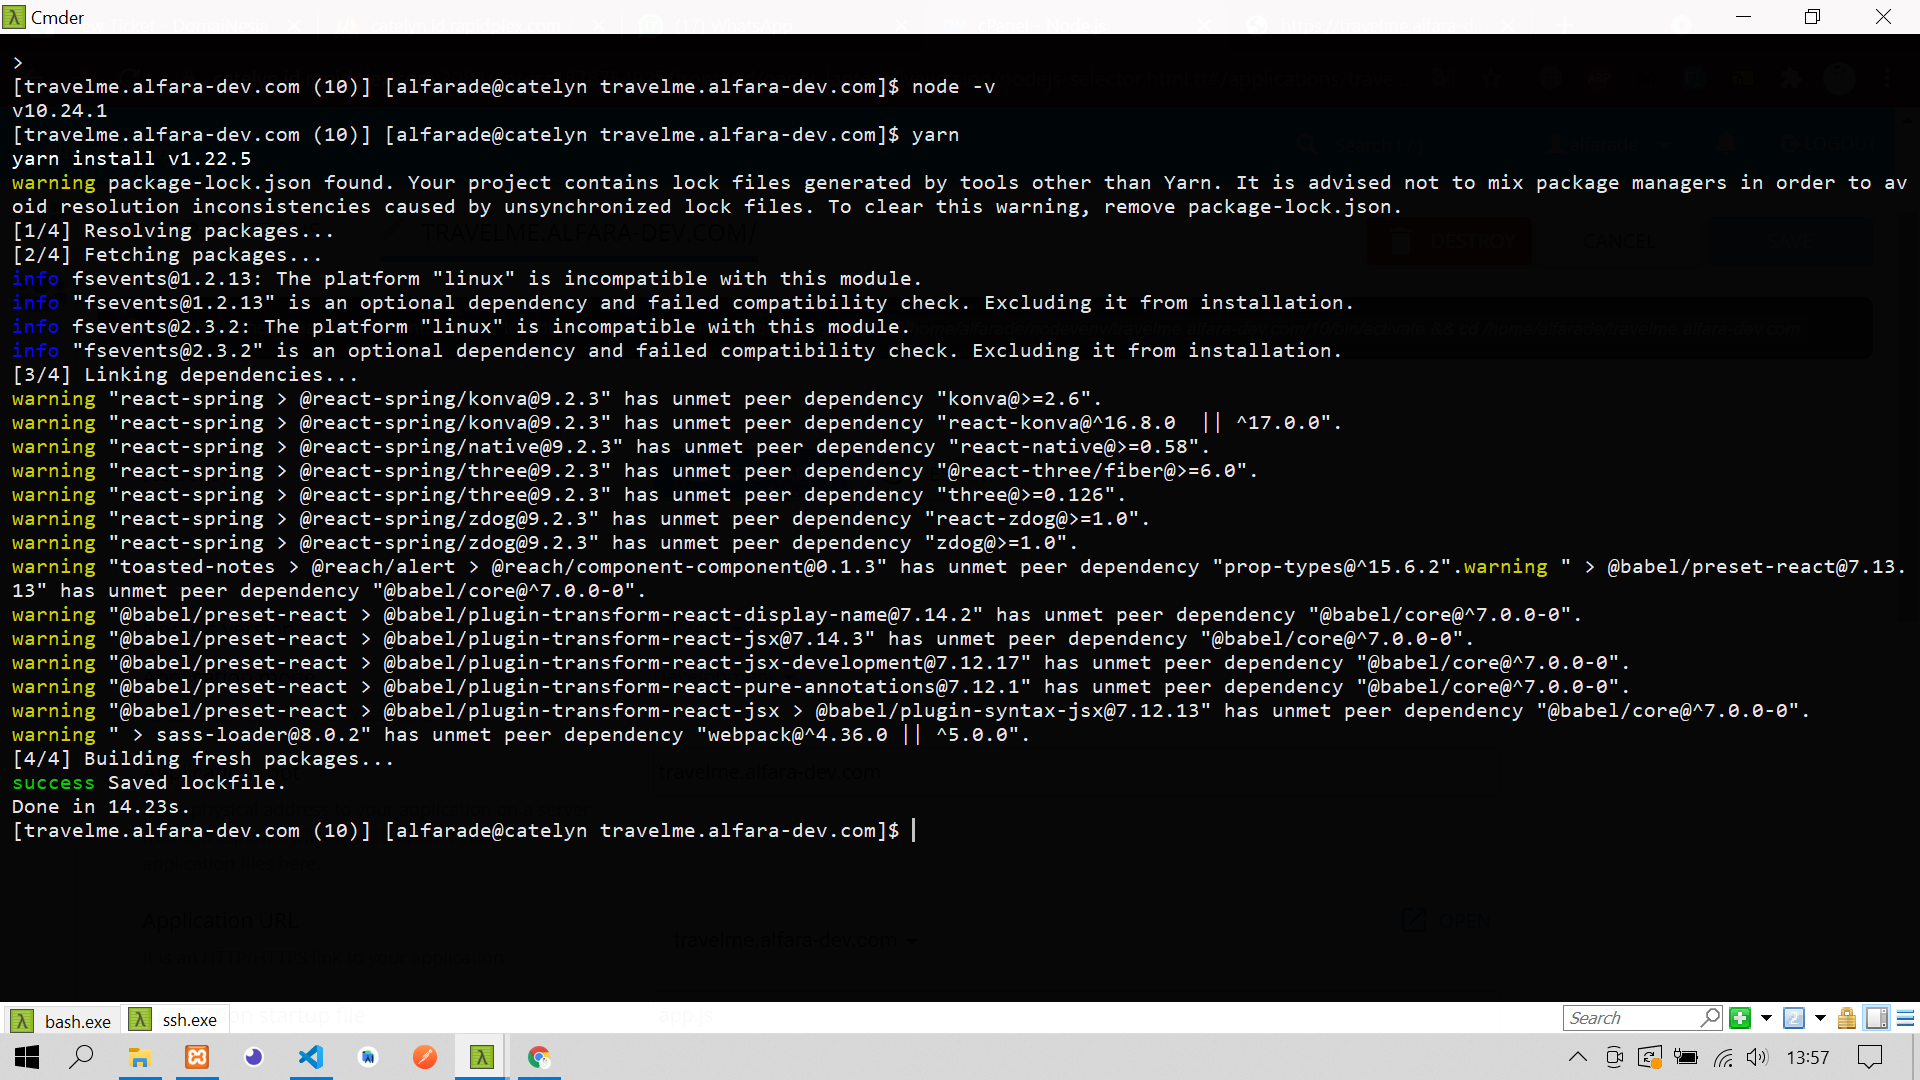 Cmder
>
[travelme.alfara-dev.com (10)] [alfarade@catelyn travelme.alfara-dev.com]$ node -v
v10.24.1
[travelme.alfara-dev.com (10)] [alfarade@catelyn travelme.alfara-dev.com]$ yarn
yarn install v1.22.5
warning package-lock.json found. Your project contains lock files generated by tools other than Yarn. It is advised not to mix package managers in order to av
oid resolution inconsistencies caused by unsynchronized lock files. To clear this warning, remove package-lock.json.
[1/4] Resolving packages...
TRAVELME.ALFARA-DEV.COM/
DESTROY CANCEL
[2/4] Fetching packages...
info fsevents@1.2.13: The platform "linux" is incompatible with this module.
info "fsevents@1.2.13" is an optional dependency and failed compatibility check. Excluding it from installation.
info fsevents@2.3.2: The platform "linux" is incompatible with this module.
info "fsevents@2.3.2" is an optional dependency and failed compatibility check. Excluding it from installation.
[3/4] Linking dependencies...
warning "react-spring > @react-spring/konva@9.2.3" has unmet peer dependency "konva@>=2.6".
warning "react-spring > @react-spring/konva@9.2.3" has unmet peer dependency "react-konva@^16.8.0  || ^17.0.0".
warning "react-spring > @react-spring/native@9.2.3" has unmet peer dependency "react-native@>=0.58".
warning "react-spring > @react-spring/three@9.2.3" has unmet peer dependency "@react-three/fiber@>=6.0".
warning "react-spring > @react-spring/three@9.2.3" has unmet peer dependency "three@>=0.126".
warning "react-spring > @react-spring/zdog@9.2.3" has unmet peer dependency "react-zdog@>=1.0".
warning "react-spring > @react-spring/zdog@9.2.3" has unmet peer dependency "zdog@>=1.0".
warning "toasted-notes > @reach/alert > @reach/component-component@0.1.3" has unmet peer dependency "prop-types@^15.6.2".warning " > @babel/preset-react@7.13.
13" has unmet peer dependency "@babel/core@^7.0.0-0".
warning "@babel/preset-react > @babel/plugin-transform-react-display-name@7.14.2" has unmet peer dependency "@babel/core@^7.0.0-0".
warning "@babel/preset-react > @babel/plugin-transform-react-jsx@7.14.3" has unmet peer dependency "@babel/core@^7.0.0-0".
warning "@babel/preset-react > @babel/plugin-transform-react-jsx-development@7.12.17" has unmet peer dependency "@babel/core@^7.0.0-0".
warning "@babel/preset-react > @babel/plugin-transform-react-pure-annotations@7.12.1" has unmet peer dependency "@babel/core@^7.0.0-0".
warning "@babel/preset-react > @babel/plugin-transform-react-jsx > @babel/plugin-syntax-jsx@7.12.13" has unmet peer dependency "@babel/core@^7.0.0-0".
warning " > sass-loader@8.0.2" has unmet peer dependency "webpack@^4.36.0 || ^5.0.0".
[4/4] Building fresh packages...
travelme.alfara-dev.com
success Saved lockfile.
Done in 14.23s.
[travelme.alfara-dev.com (10)] [alfarade@catelyn travelme.alfara-dev.com]$
Application URL
OPEN
travelme.alfara-dev.com
startup file
app.js
bash.exe
ssh.exe
Search
13:57